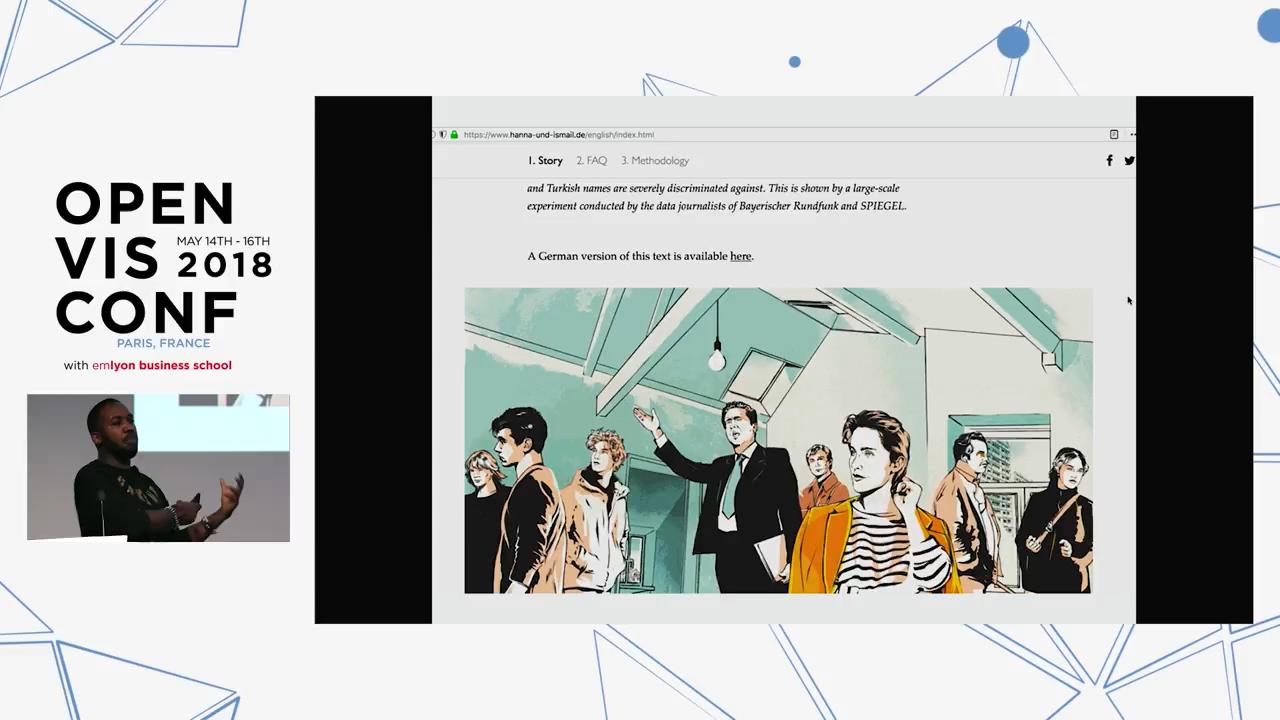 OPEN
VIS
MAY 14TH - 16TH
2018
CONF
PARIS, FRANCE
with emlyon business school
https://www.hanna-und-ismail.de/english/index.html
1. Story 2. FAQ 3. Methodology
and Turkish names are severely discriminated against. This is shown by a large-scale
experiment conducted by the data journalists of Bayerischer Rundfunk and SPIEGEL.
A German version of this text is available here.